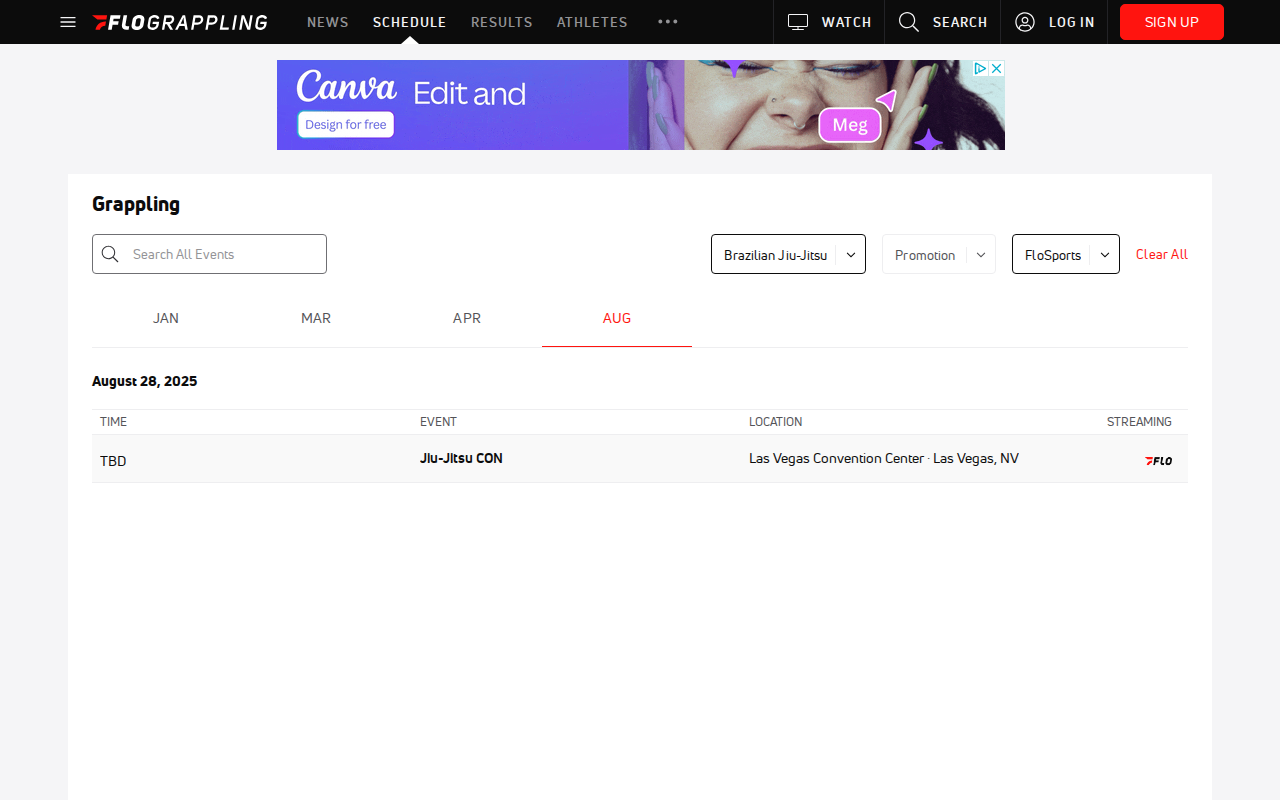 FLOGRAPPLING NEWS SCHEDULE RESULTS ATHLETES WATCH SEARCH LOG IN SIGN UP
Canva Edit and
Design for free
Meg
Grappling
Search All Events Brazilian Jiu-Jitsu Promotion FloSports Clear All
JAN MAR APR AUG
August 28, 2025
TIME EVENT LOCATION STREAMING
TBD Jiu-Jitsu CON Las Vegas Convention Center · Las Vegas, NV FLO